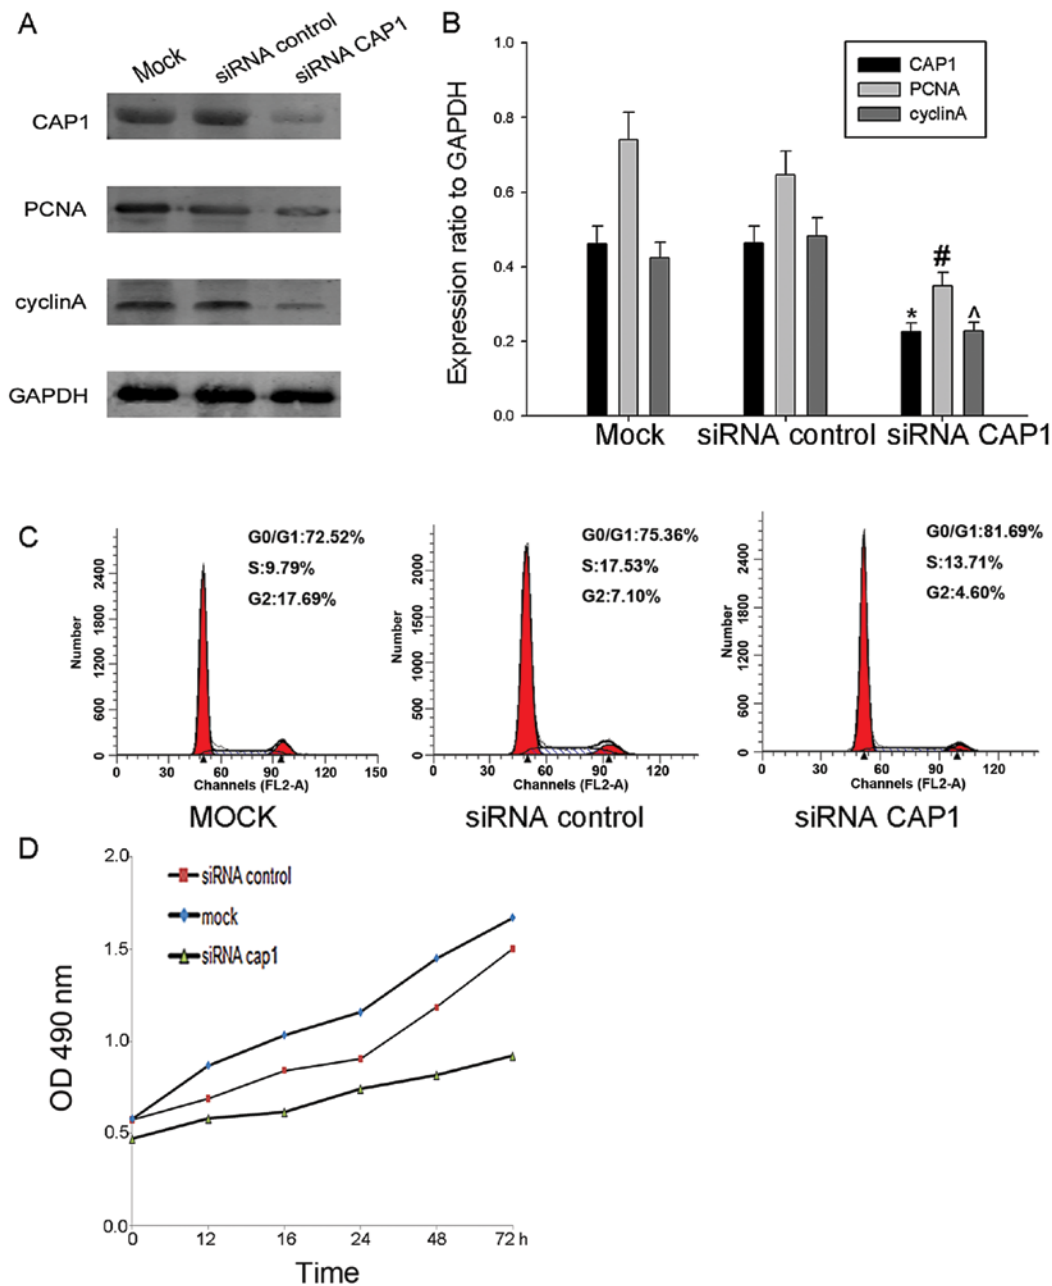 A
Mock
siRNA control
siRNA CAP1
CAP1
PCNA
cyclinA
GAPDH
B
Expression ratio to GAPDH
1.0
0.8
0.6
0.4
0.2
0.0
CAP1
PCNA
cyclinA
*
#
^
Mock
siRNA control
siRNA CAP1
C
Number
2400
1800
1200
600
0
G0/G1:72.52%
S:9.79%
G2:17.69%
0 30 60 90 120 150
Channels (FL2-A)
MOCK
Number
2000
1500
1000
500
0
G0/G1:75.36%
S:17.53%
G2:7.10%
0 30 60 90 120
Channels (FL2-A)
siRNA control
Number
2400
1800
1200
600
0
G0/G1:81.69%
S:13.71%
G2:4.60%
0 30 60 90 120
Channels (FL2-A)
siRNA CAP1
D
OD 490 nm
2.0
1.5
1.0
0.5
0.0
siRNA control
mock
siRNA cap1
0 12 16 24 48 72 h
Time